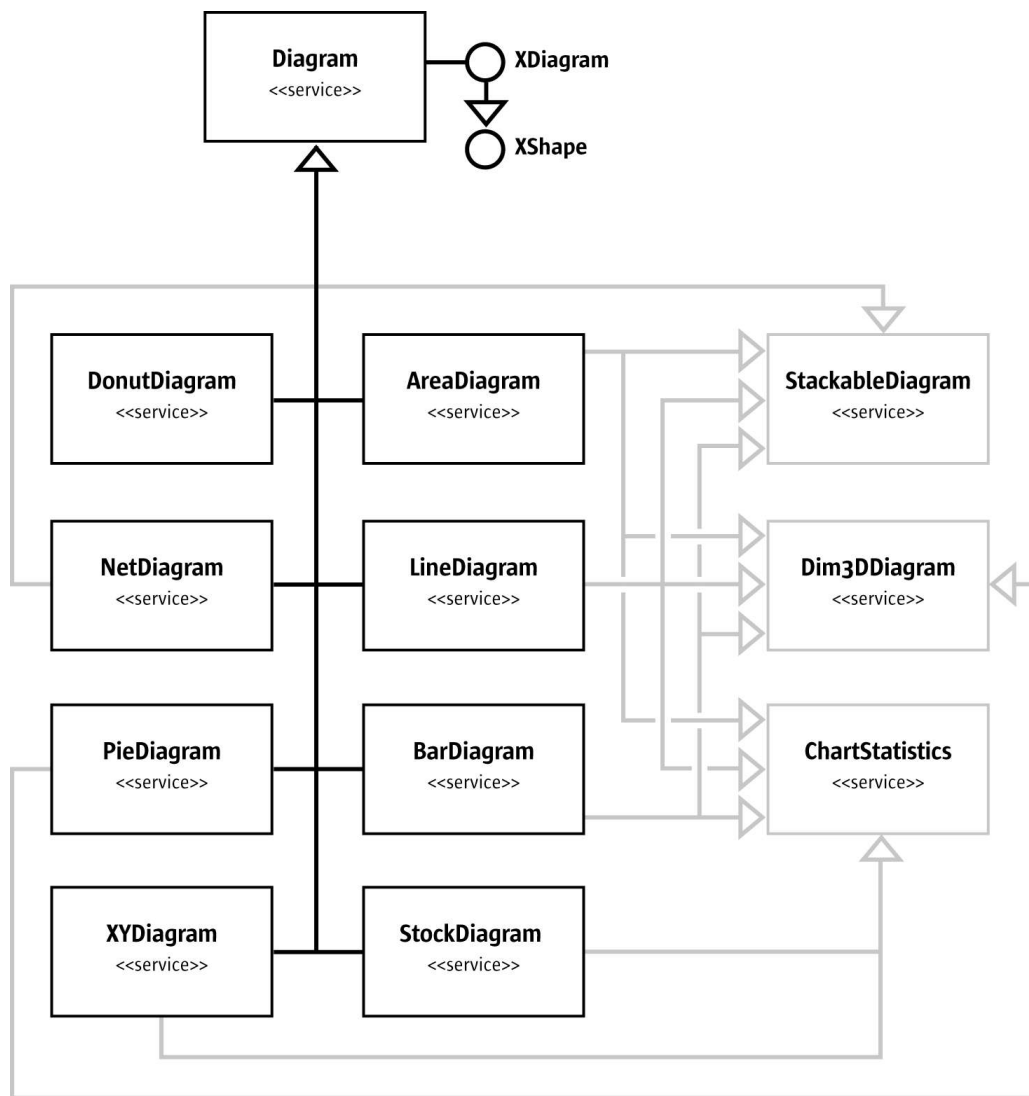 Diagram
<<service>>
XDiagram
XShape
DonutDiagram
<<service>>
AreaDiagram
<<service>>
StackableDiagram
<<service>>
NetDiagram
<<service>>
LineDiagram
<<service>>
Dim3DDiagram
<<service>>
PieDiagram
<<service>>
BarDiagram
<<service>>
ChartStatistics
<<service>>
XYDiagram
<<service>>
StockDiagram
<<service>>